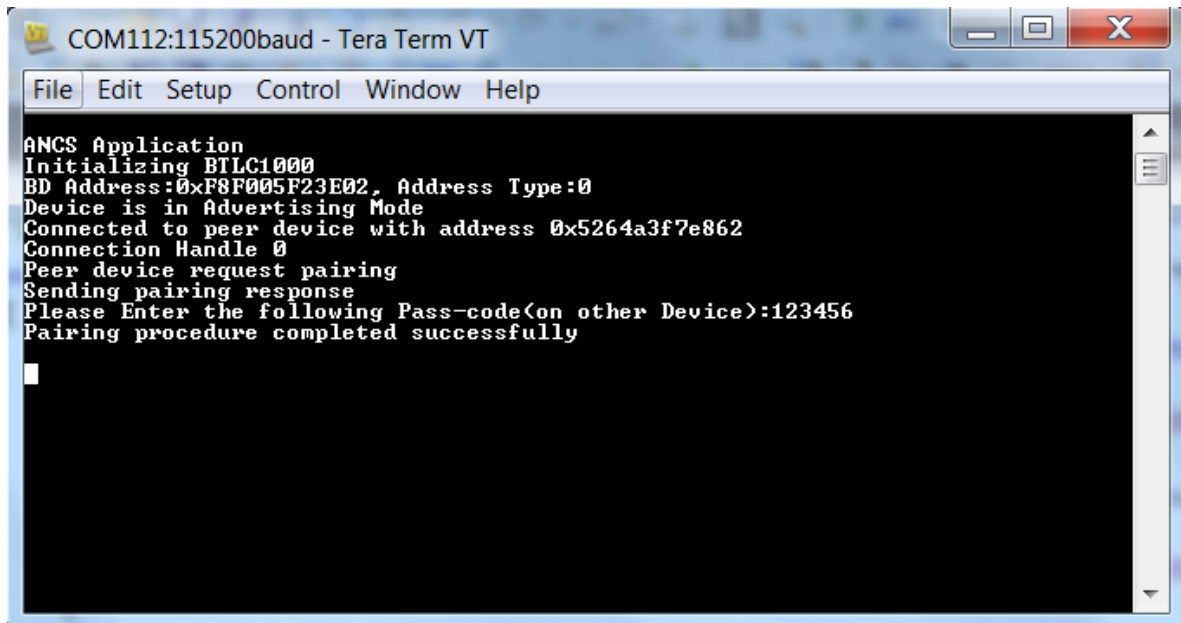 COM112:115200baud - Tera Term VT
File Edit Setup Control Window Help
ANCS Application
Initializing BTLC1000
BD Address:0xF8F005F23E02, Address Type:0
Device is in Advertising Mode
Connected to peer device with address 0x5264a3f7e862
Connection Handle 0
Peer device request pairing
Sending pairing response
Please Enter the following Pass-code(on other Device):123456
Pairing procedure completed successfully